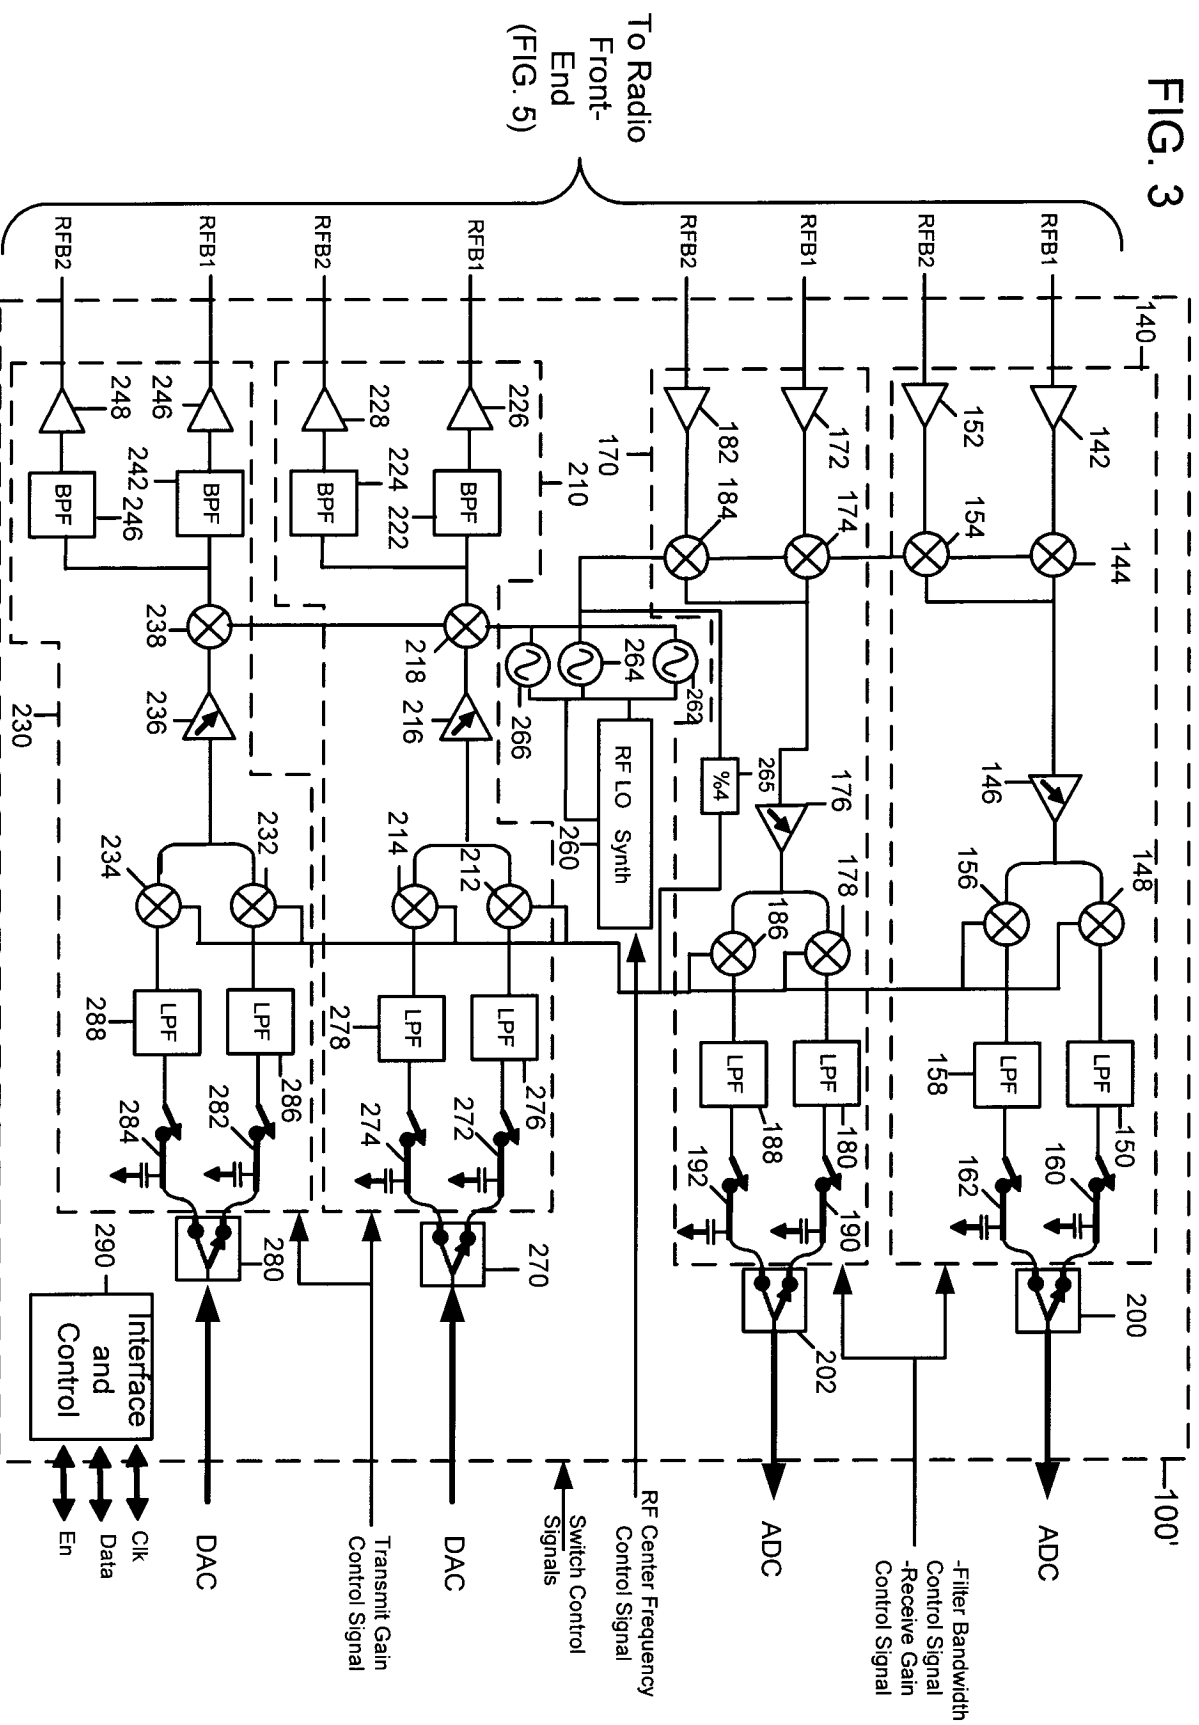 FIG. 3
To Radio
Front-
End
(FIG. 5)
RFB1
RFB2
RFB1
RFB2
RFB1
RFB2
RFB1
RFB2
100'
140
142
144
146
148
150
152
154
156
158
160
162
LPF
LPF
200
ADC
-Filter Bandwidth
Control Signal
-Receive Gain
Control Signal
170
172
174
176
178
180
182
184
186
188
190
192
LPF
LPF
202
ADC
RF Center Frequency
Control Signal
Switch Control
Signals
262
264
266
265
%4
RF LO
Synth
260
210
226
228
BPF
222
BPF
224
218
216
212
214
LPF
276
LPF
278
272
274
270
DAC
Transmit Gain
Control Signal
230
246
248
BPF
242
BPF
246
238
236
232
234
LPF
286
LPF
288
282
284
280
DAC
290
Interface
and
Control
Clk
Data
En